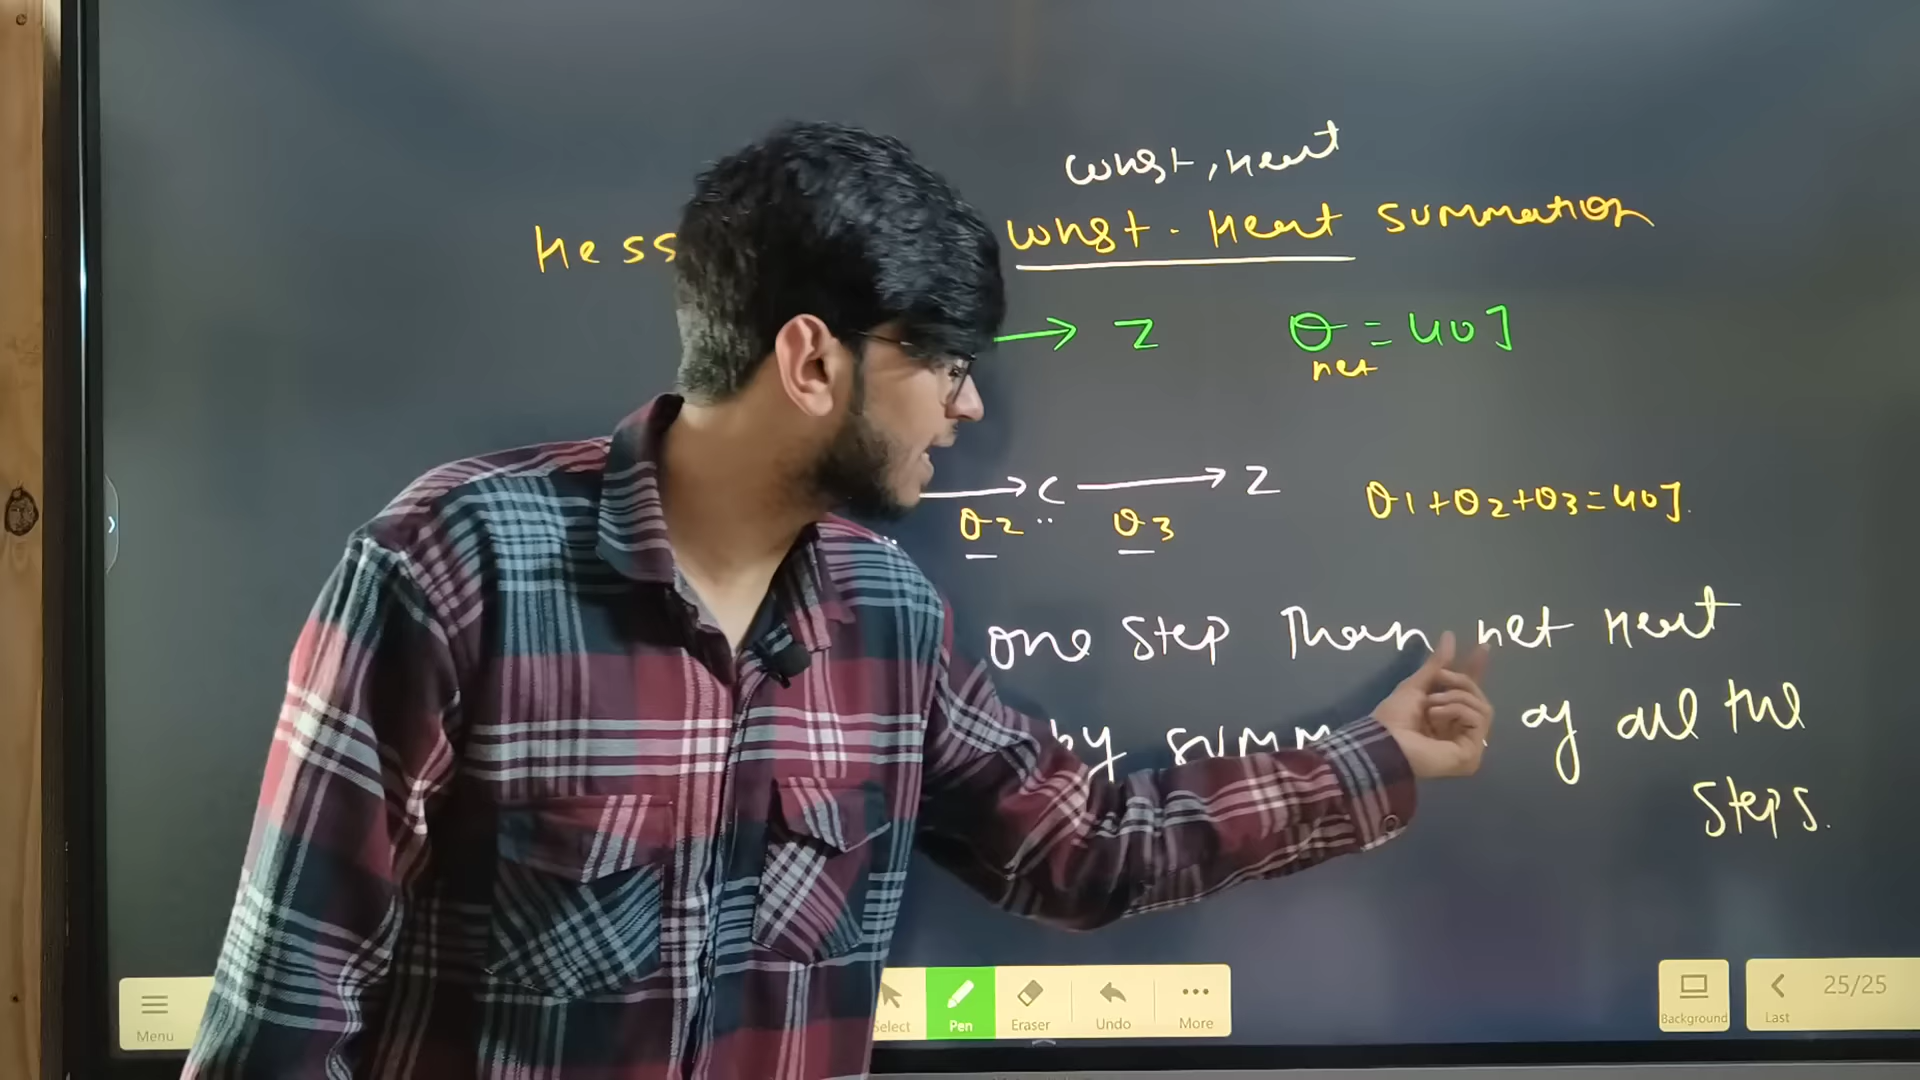 const, heat
Hess const. heat summation
→ Z θ = 40J
net
→ C → Z θ1+θ2+θ3=40J.
θ2 θ3
one step Than net heat
by summ of all the
steps.
Menu Select Pen Eraser Undo More Background Last 25/25